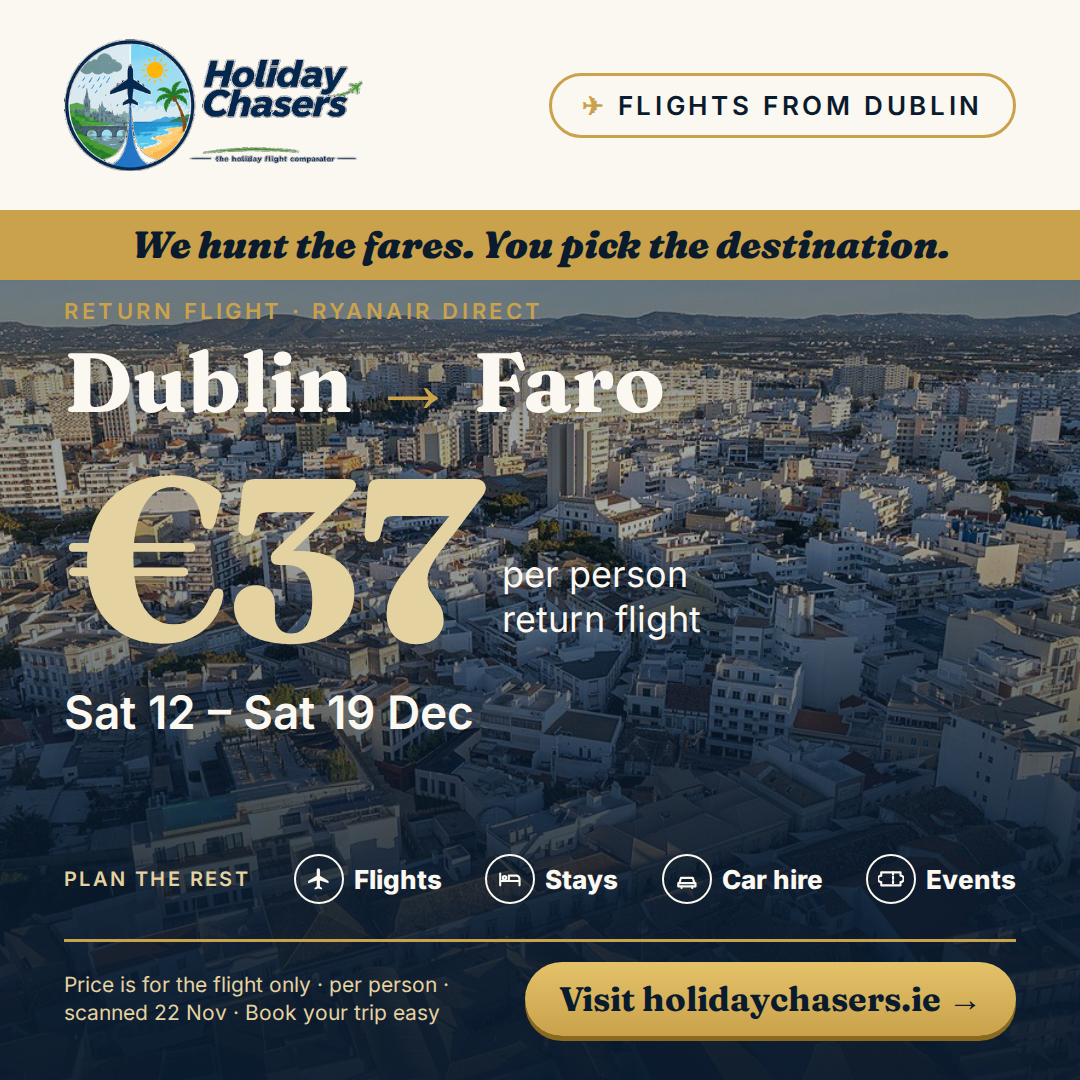 Holiday
Chasers
the holiday flight comparator
✈ FLIGHTS FROM DUBLIN
We hunt the fares. You pick the destination.
RETURN FLIGHT · RYANAIR DIRECT
Dublin → Faro
€37
per person
return flight
Sat 12 – Sat 19 Dec
PLAN THE REST Flights Stays Car hire Events
Price is for the flight only · per person ·
scanned 22 Nov · Book your trip easy
Visit holidaychasers.ie →